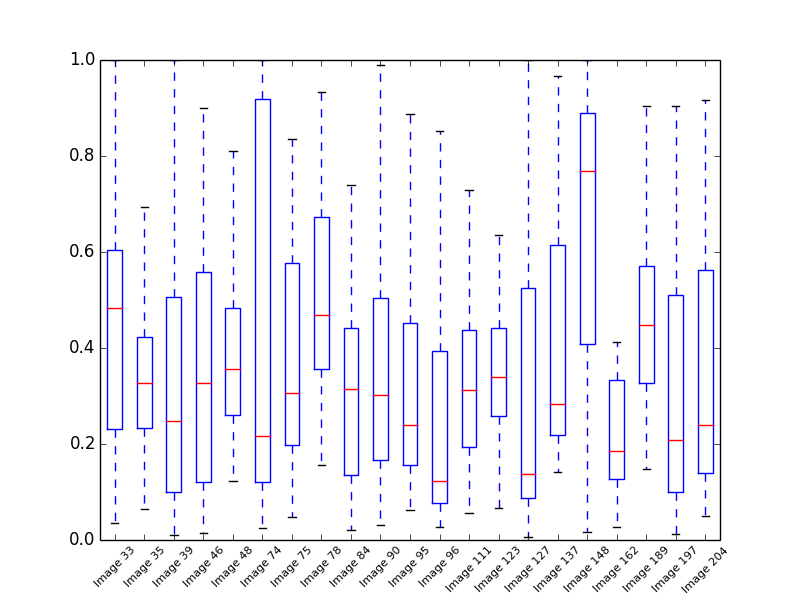 1.0
0.8
0.6
0.4
0.2
0.0
Image 33
Image 35
Image 39
Image 46
Image 48
Image 74
Image 75
Image 78
Image 84
Image 90
Image 95
Image 96
Image 111
Image 123
Image 127
Image 137
Image 148
Image 162
Image 189
Image 197
Image 204